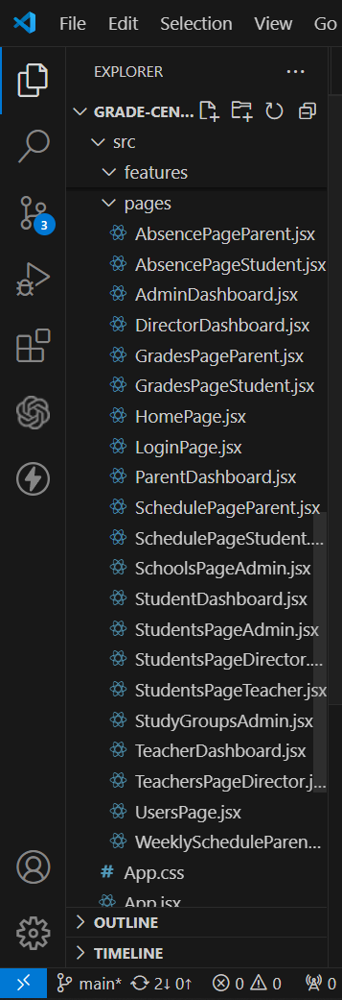 File Edit Selection View Go
EXPLORER
GRADE-CEN...
src
features
pages
AbsencePageParent.jsx
AbsencePageStudent.jsx
AdminDashboard.jsx
DirectorDashboard.jsx
GradesPageParent.jsx
GradesPageStudent.jsx
HomePage.jsx
LoginPage.jsx
ParentDashboard.jsx
SchedulePageParent.jsx
SchedulePageStudent....
SchoolsPageAdmin.jsx
StudentDashboard.jsx
StudentsPageAdmin.jsx
StudentsPageDirector....
StudentsPageTeacher.jsx
StudyGroupsAdmin.jsx
TeacherDashboard.jsx
TeachersPageDirector.j...
UsersPage.jsx
WeeklyScheduleParen...
# App.css
App.jsx
OUTLINE
TIMELINE
3
main* 2↓ 0↑ 0 0 0